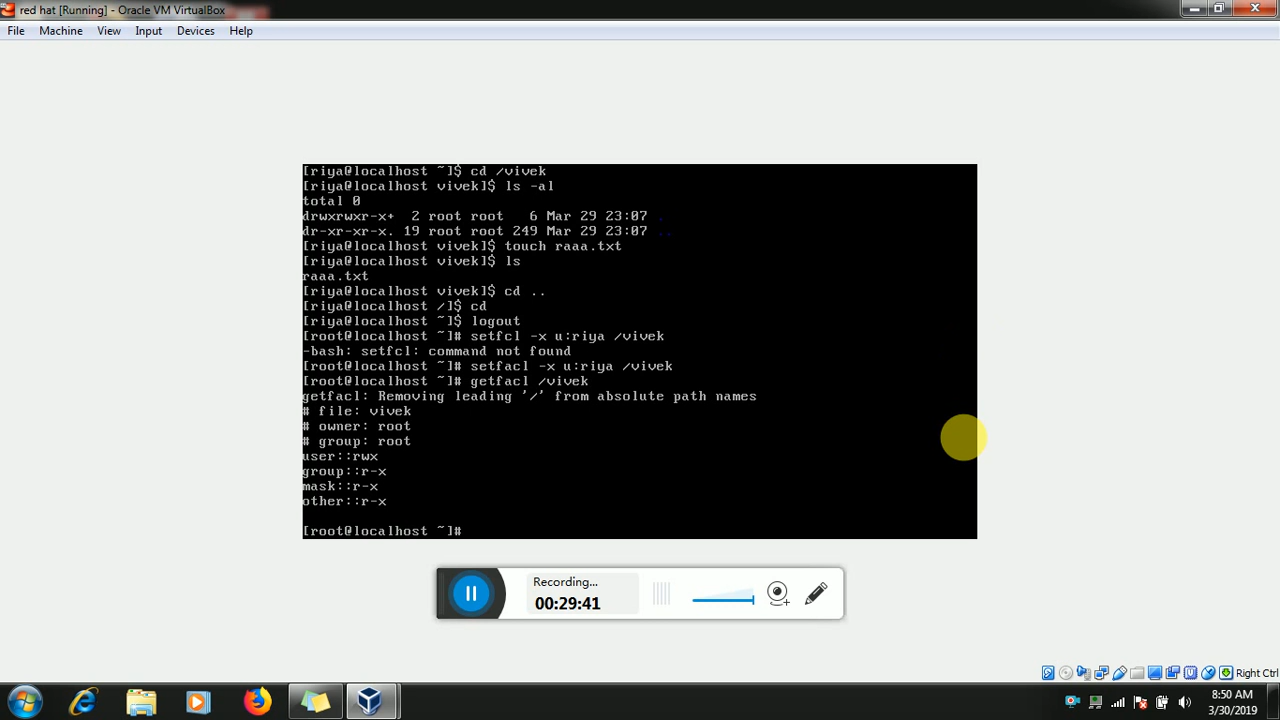 red hat [Running] - Oracle VM VirtualBox
File Machine View Input Devices Help
[riya@localhost ~]$ cd /vivek
[riya@localhost vivek]$ ls -al
total 0
drwxrwxr-x+ 2 root root 6 Mar 29 23:07 .
dr-xr-xr-x. 19 root root 249 Mar 29 23:07 ..
[riya@localhost vivek]$ touch raaa.txt
[riya@localhost vivek]$ ls
raaa.txt
[riya@localhost vivek]$ cd ..
[riya@localhost /]$ cd
[riya@localhost ~]$ logout
[root@localhost ~]# setfcl -x u:riya /vivek
-bash: setfcl: command not found
[root@localhost ~]# setfacl -x u:riya /vivek
[root@localhost ~]# getfacl /vivek
getfacl: Removing leading '/' from absolute path names
# file: vivek
# owner: root
# group: root
user::rwx
group::r-x
mask::r-x
other::r-x
[root@localhost ~]#
Recording...
00:29:41
Right Ctrl
8:50 AM
3/30/2019